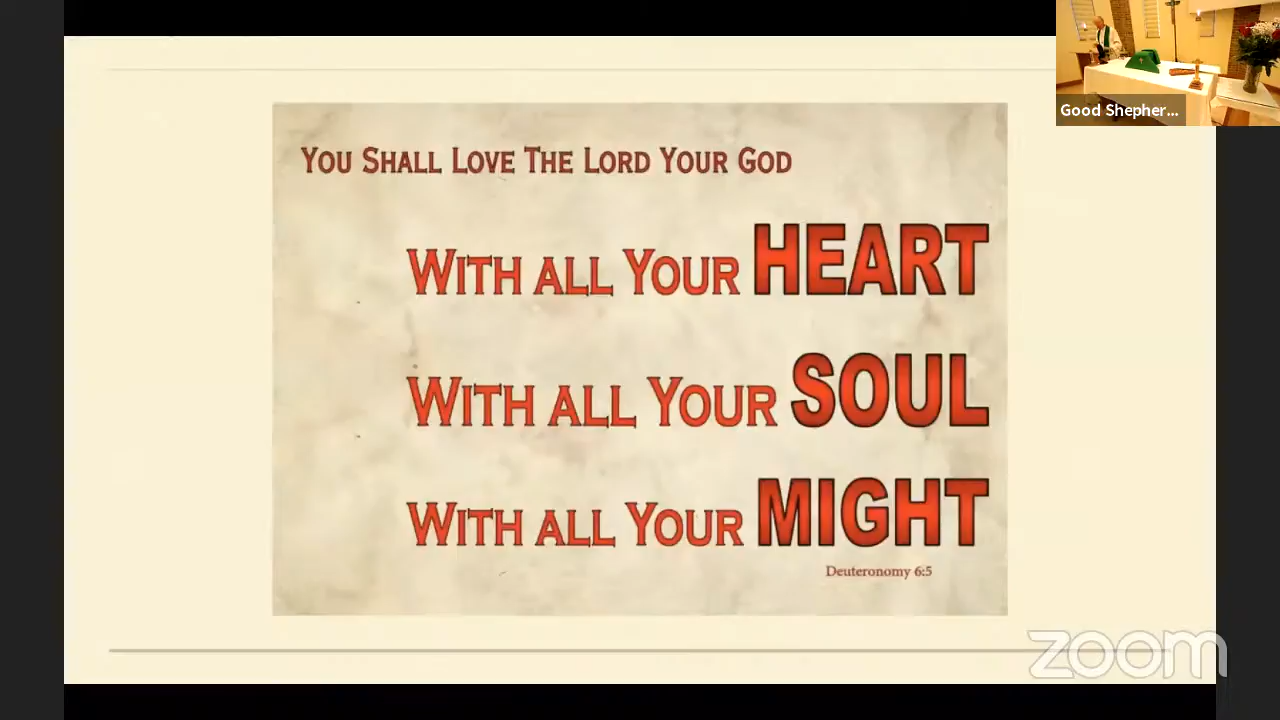 Good Shepher...
You Shall Love The Lord Your God
With all Your HEART
With all Your SOUL
With all Your MIGHT
Deuteronomy 6:5
zoom